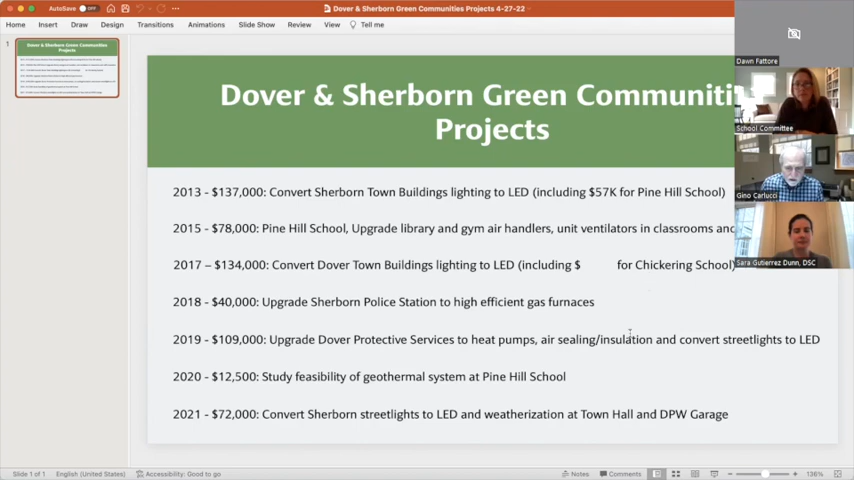 AutoSave OFF
Dover & Sherborn Green Communities Projects 4-27-22
Home Insert Draw Design Transitions Animations Slide Show Review View Tell me
1
Dover & Sherborn Green Communities
Projects
Dover & Sherborn Green Communiti
Projects
2013 - $137,000: Convert Sherborn Town Buildings lighting to LED (including $57K for Pine Hill School)
2015 - $78,000: Pine Hill School, Upgrade library and gym air handlers, unit ventilators in classrooms and
2017 – $134,000: Convert Dover Town Buildings lighting to LED (including $ for Chickering School)
2018 - $40,000: Upgrade Sherborn Police Station to high efficient gas furnaces
2019 - $109,000: Upgrade Dover Protective Services to heat pumps, air sealing/insulation and convert streetlights to LED
2020 - $12,500: Study feasibility of geothermal system at Pine Hill School
2021 - $72,000: Convert Sherborn streetlights to LED and weatherization at Town Hall and DPW Garage
Dawn Fattore
School Committee
Gino Carlucci
Sara Gutierrez Dunn, DSC
Slide 1 of 1 English (United States) Accessibility: Good to go Notes Comments 136%